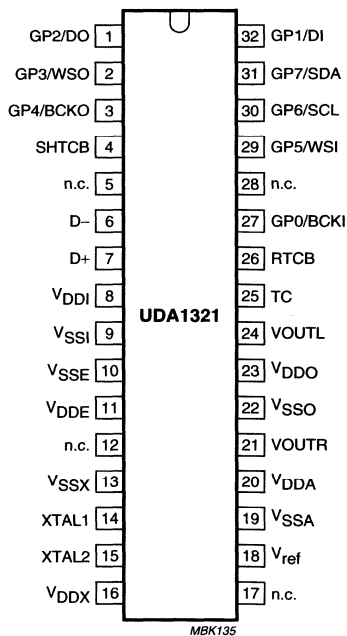 GP2/DO 1 32 GP1/DI
GP3/WSO 2 31 GP7/SDA
GP4/BCKO 3 30 GP6/SCL
SHTCB 4 29 GP5/WSI
n.c. 5 28 n.c.
D− 6 27 GP0/BCKI
D+ 7 26 RTCB
VDDI 8 25 TC
UDA1321
VSSI 9 24 VOUTL
VSSE 10 23 VDDO
VDDE 11 22 VSSO
n.c. 12 21 VOUTR
VSSX 13 20 VDDA
XTAL1 14 19 VSSA
XTAL2 15 18 Vref
VDDX 16 17 n.c.
MBK135